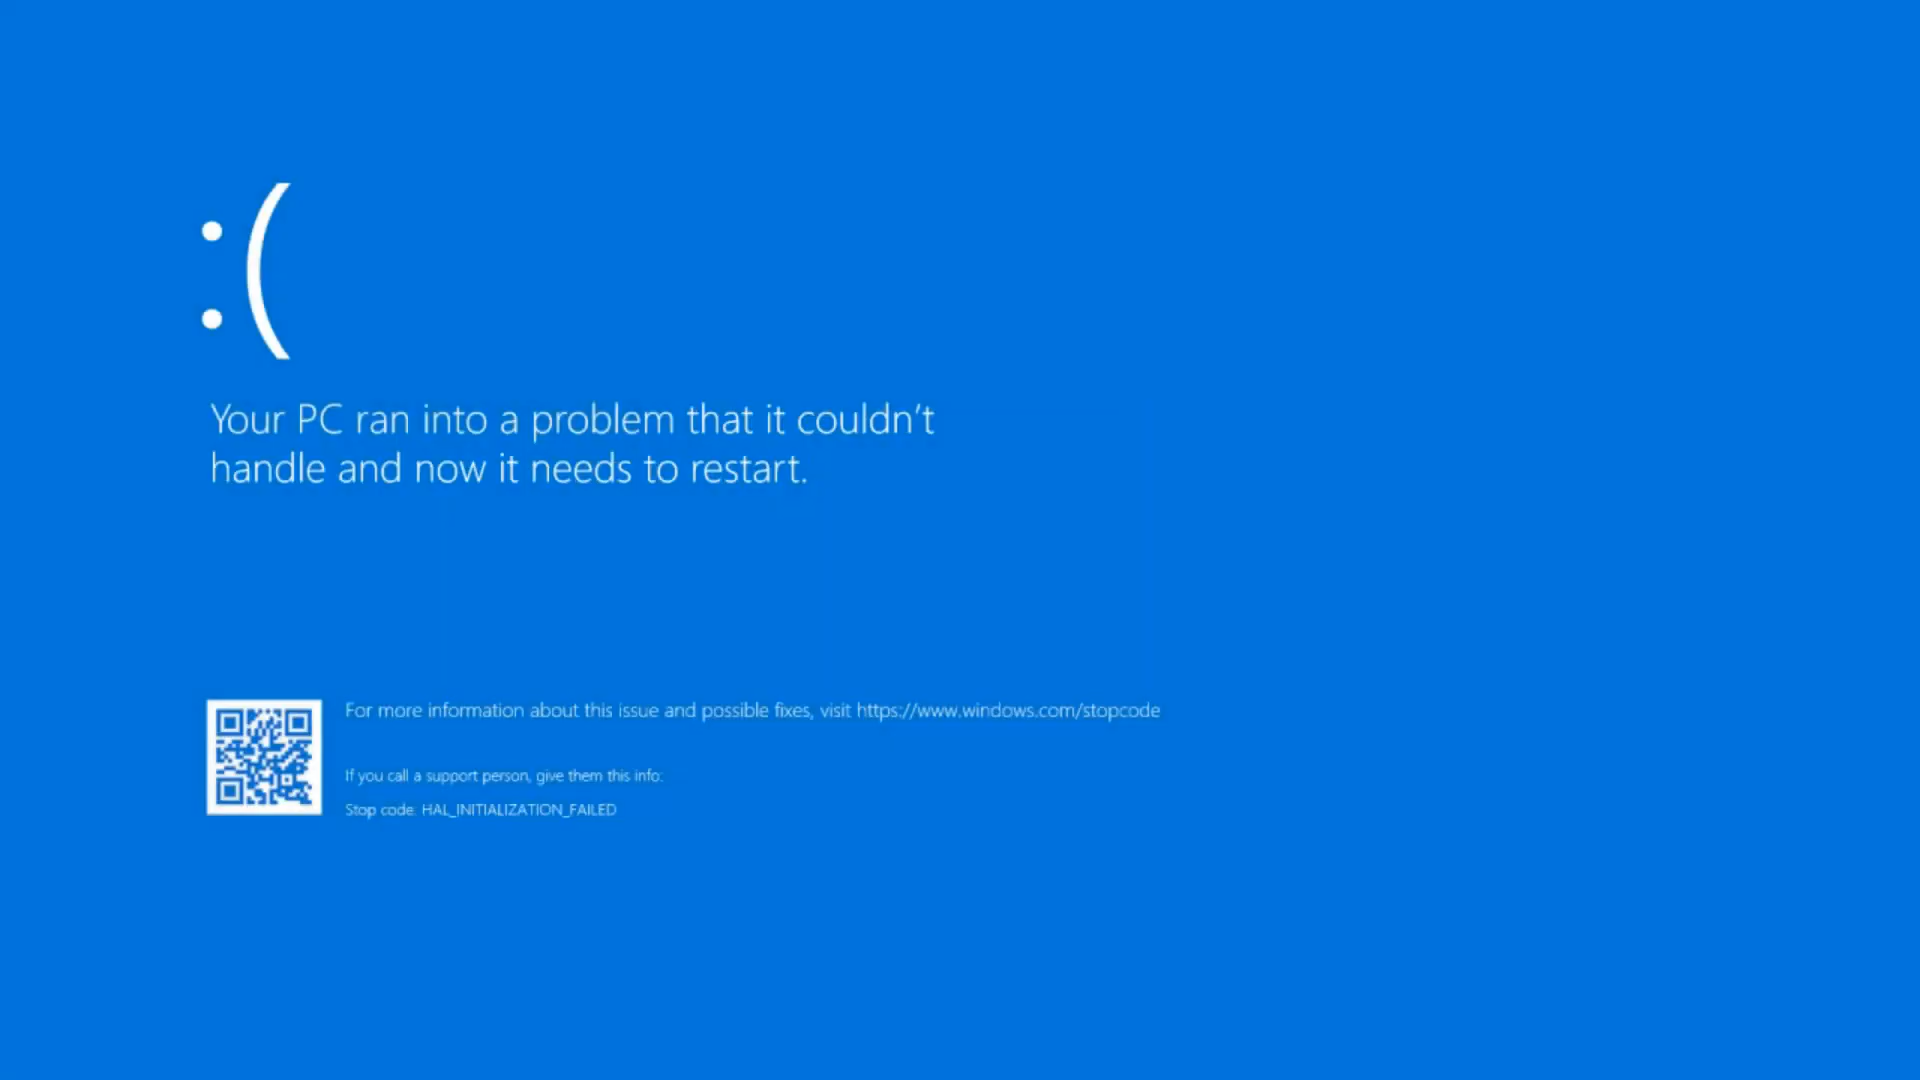 :(
Your PC ran into a problem that it couldn't
handle and now it needs to restart.
For more information about this issue and possible fixes, visit https://www.windows.com/stopcode
If you call a support person, give them this info:
Stop code: HAL_INITIALIZATION_FAILED